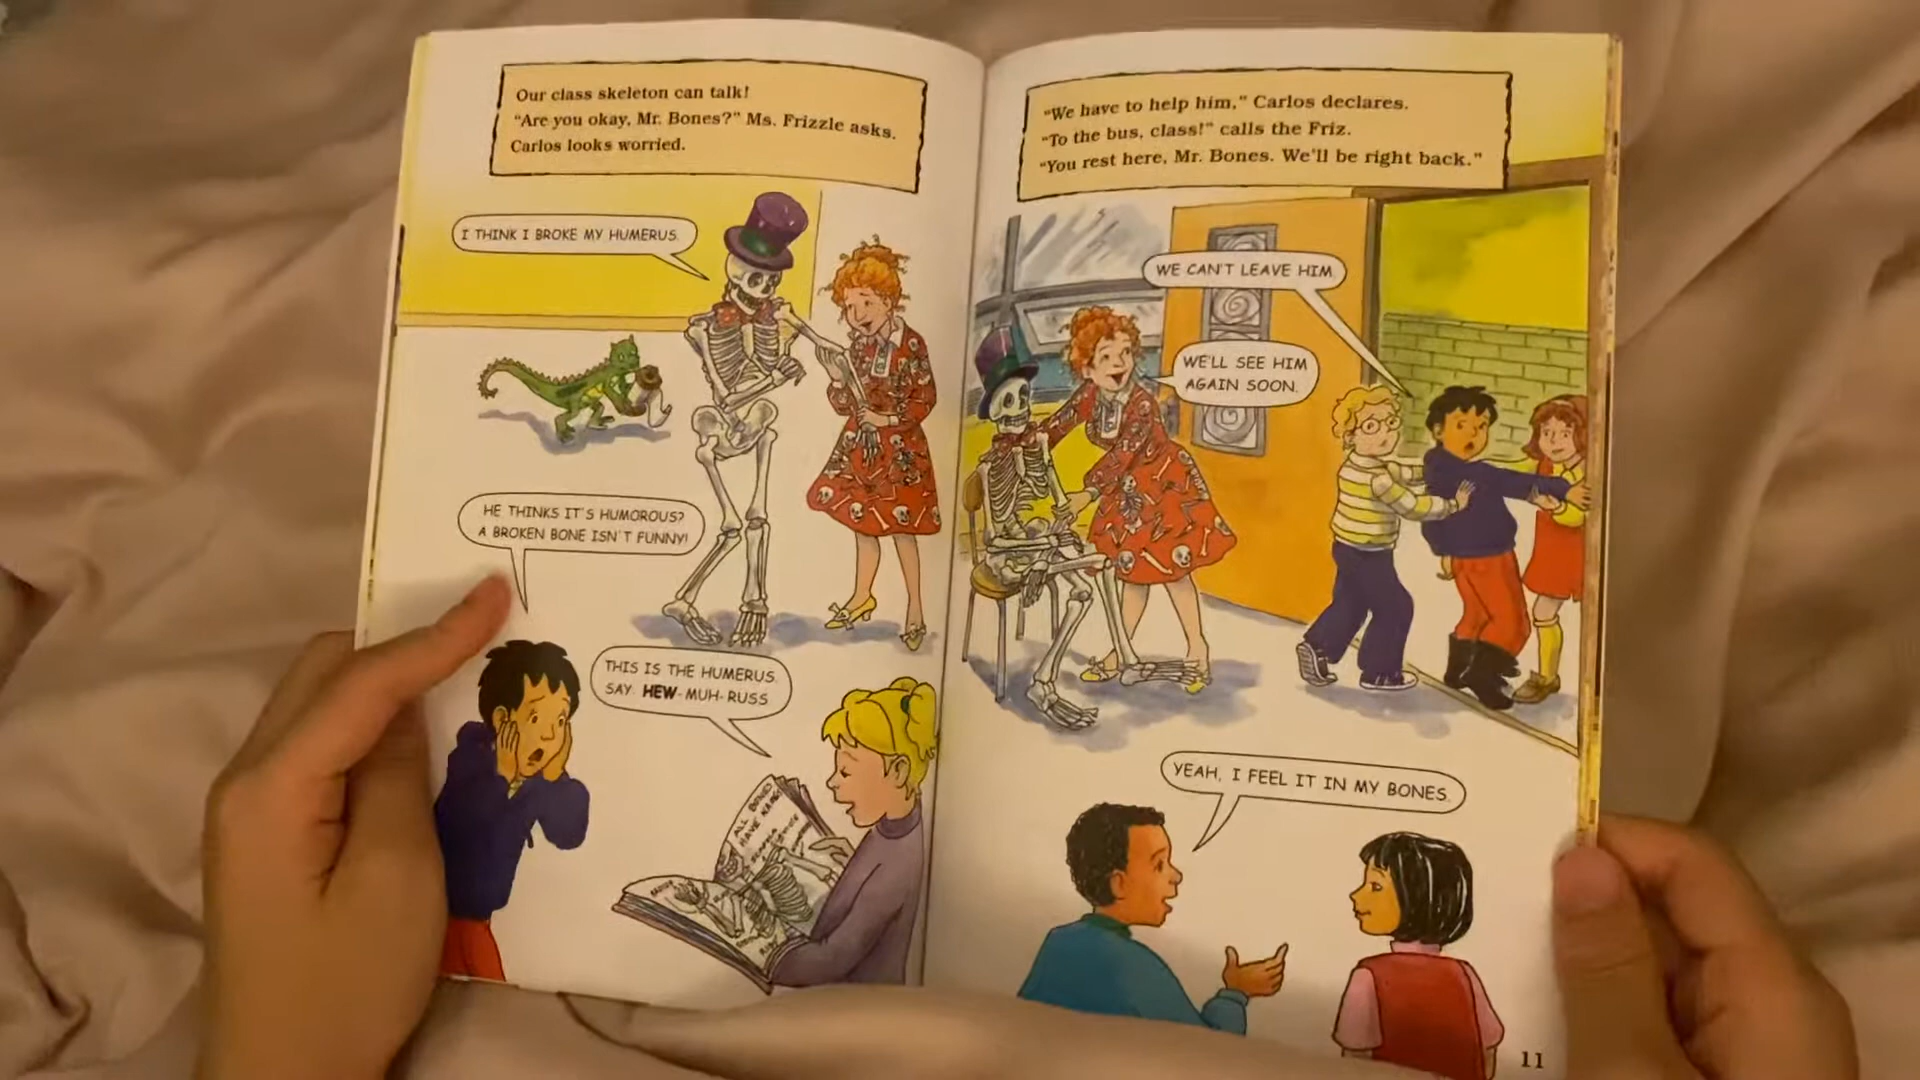 Our class skeleton can talk!
"Are you okay, Mr. Bones?" Ms. Frizzle asks.
Carlos looks worried.
I THINK I BROKE MY HUMERUS.
HE THINKS IT'S HUMOROUS?
A BROKEN BONE ISN'T FUNNY!
THIS IS THE HUMERUS.
SAY: HEW-MUH-RUSS
ALL BONES
HAVE NAMES
"We have to help him," Carlos declares.
"To the bus, class!" calls the Friz.
"You rest here, Mr. Bones. We'll be right back."
WE CAN'T LEAVE HIM.
WE'LL SEE HIM
AGAIN SOON.
YEAH, I FEEL IT IN MY BONES.
11